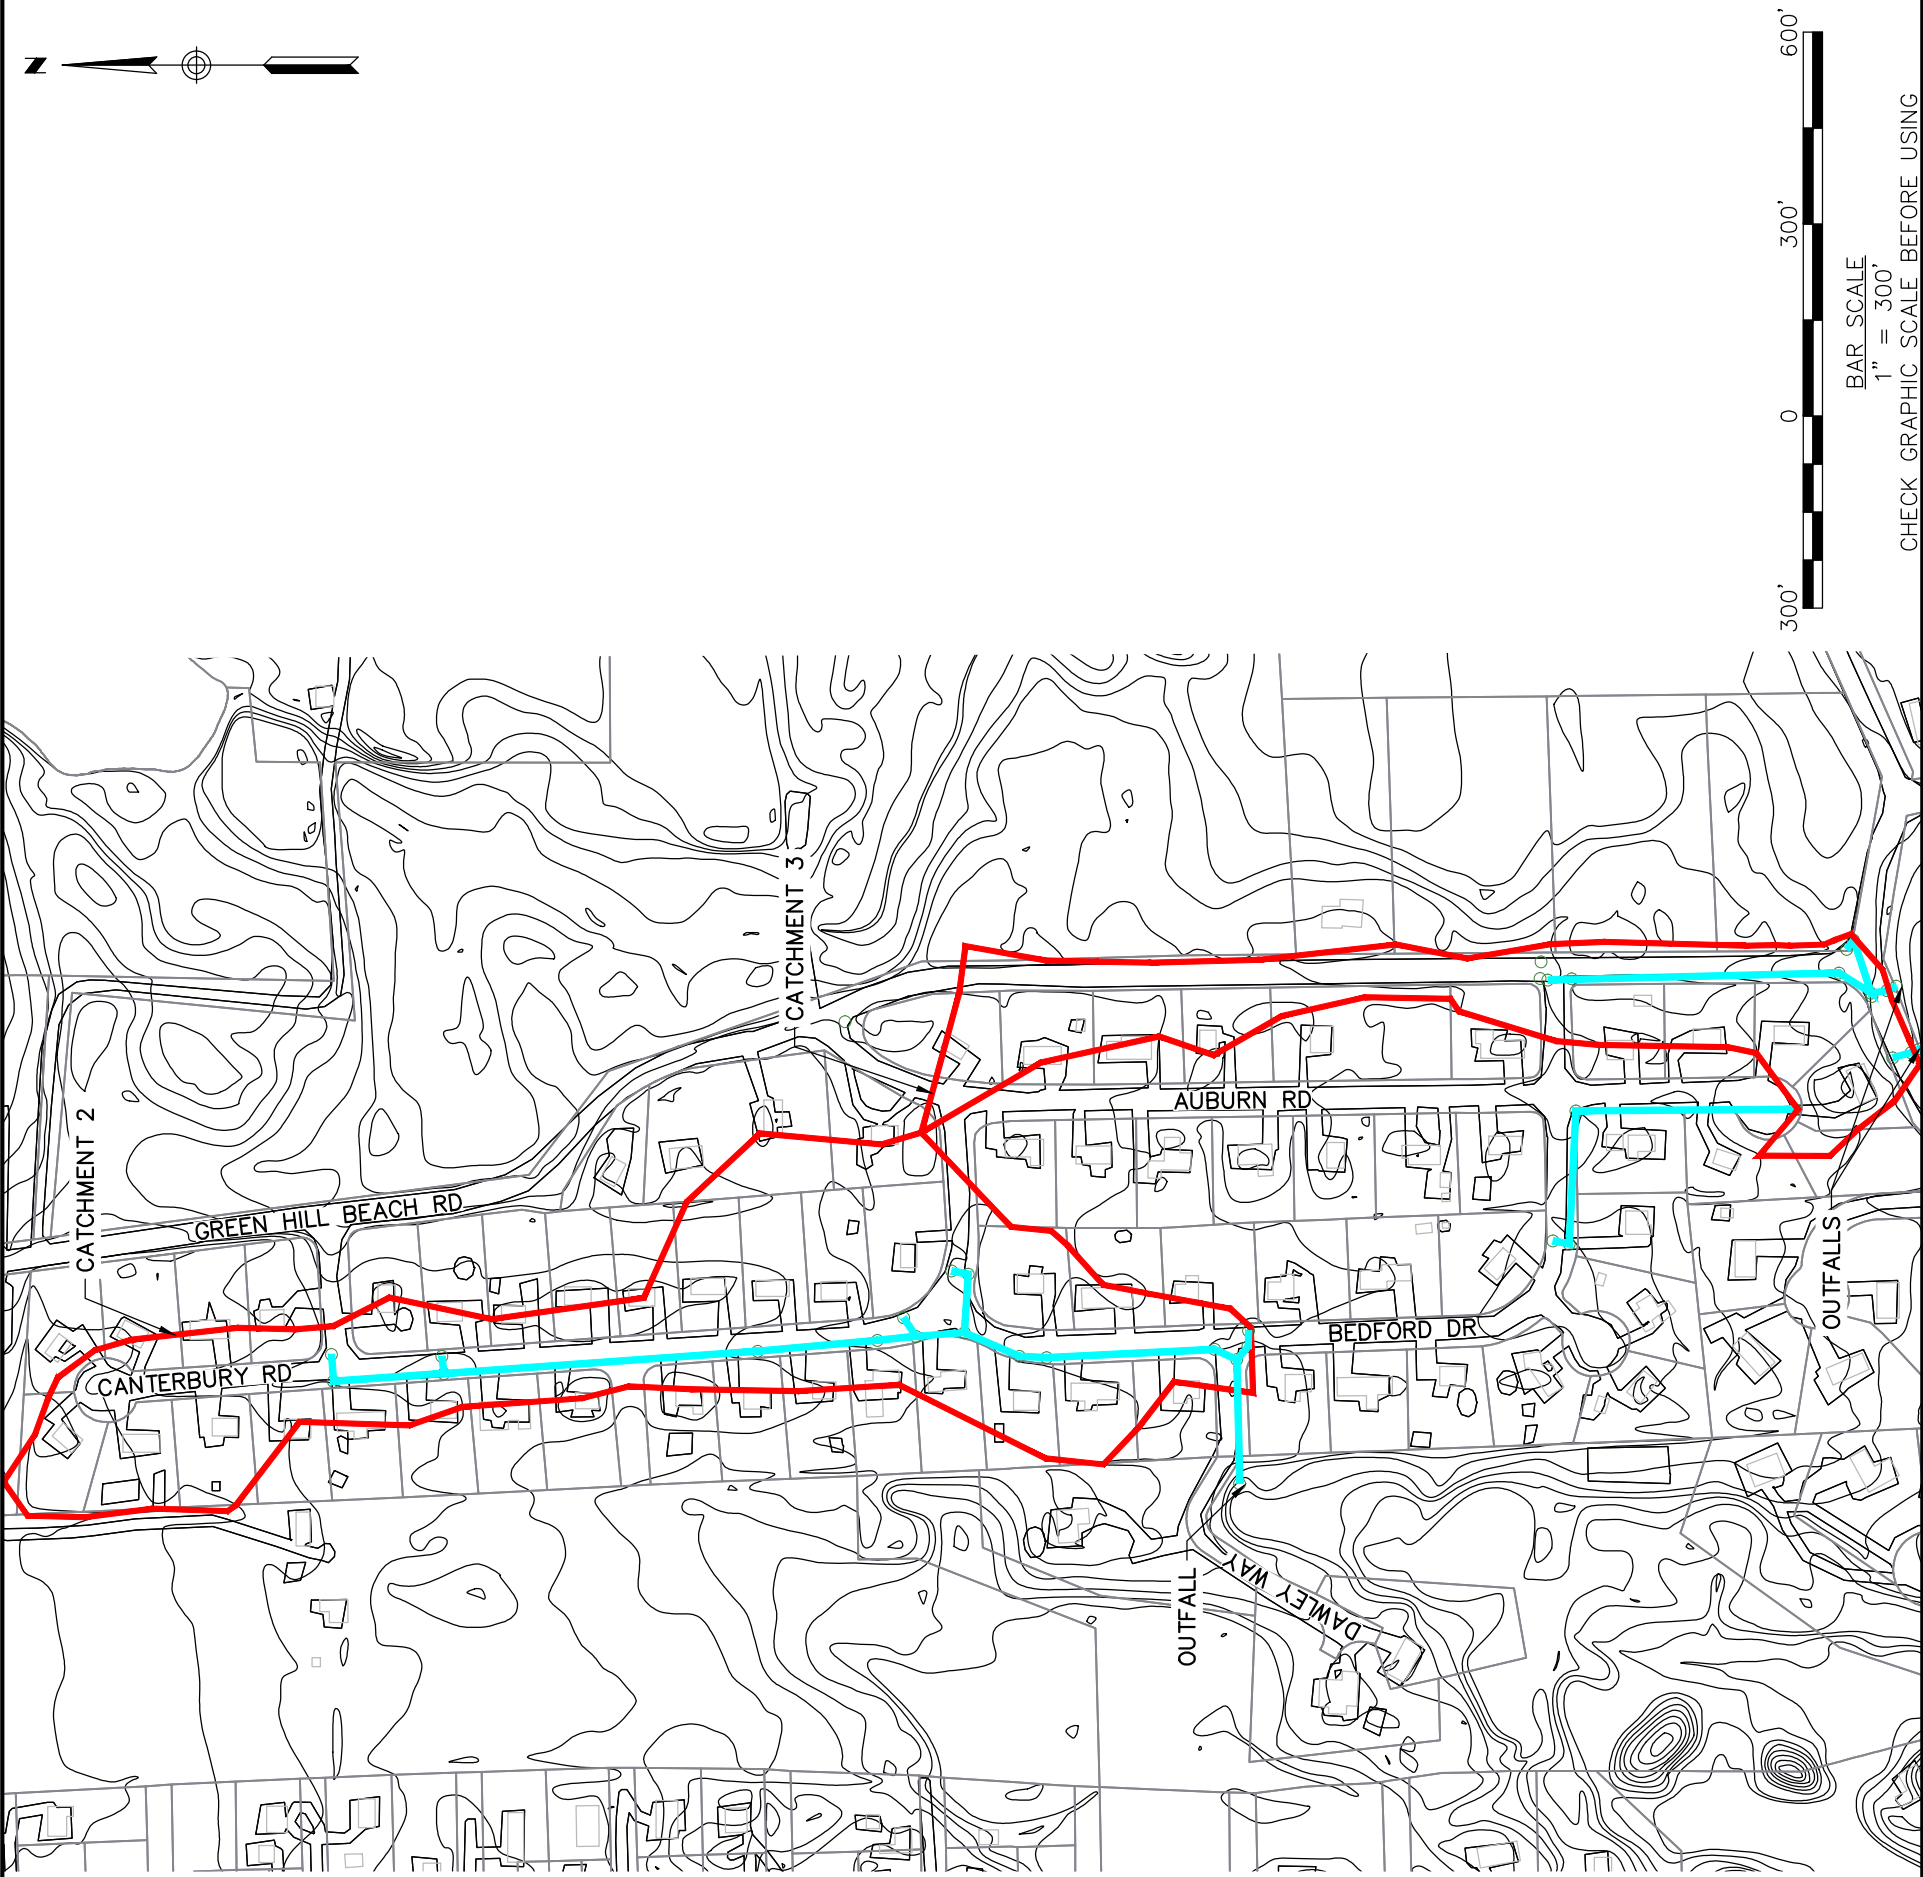 N
600'
300'
0
300'
BAR SCALE
1" = 300'
CHECK GRAPHIC SCALE BEFORE USING
CATCHMENT 3
CATCHMENT 2
GREEN HILL BEACH RD
AUBURN RD
CANTERBURY RD
BEDFORD DR
OUTFALLS
OUTFALL
DAWLEY WAY